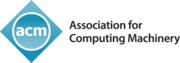 acm
Association for
Computing Machinery